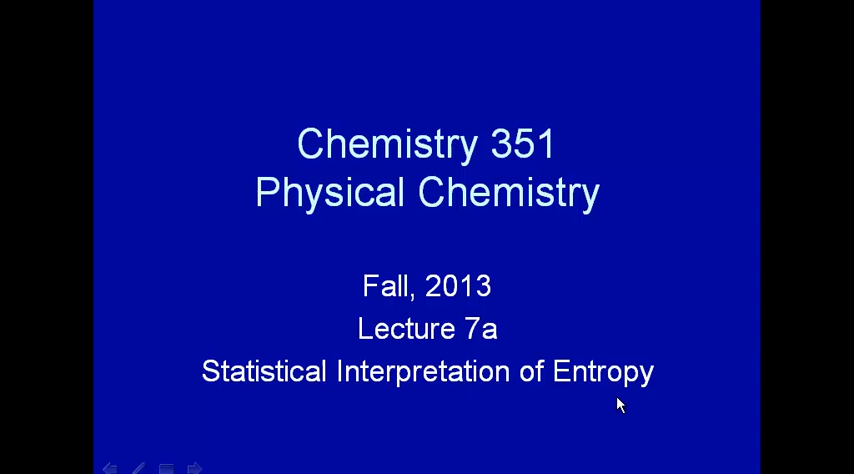 Chemistry 351
Physical Chemistry
Fall, 2013
Lecture 7a
Statistical Interpretation of Entropy